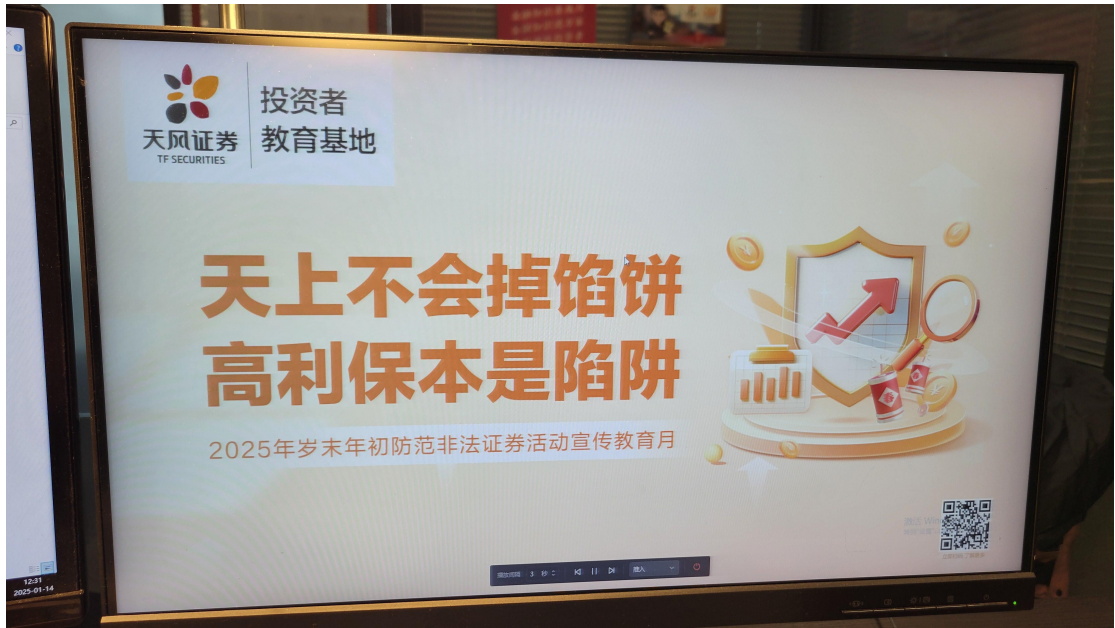 天风证券
TF SECURITIES
投资者
教育基地
天上不会掉馅饼
高利保本是陷阱
2025年岁末年初防范非法证券活动宣传教育月
3 秒
12:31
2025-01-14